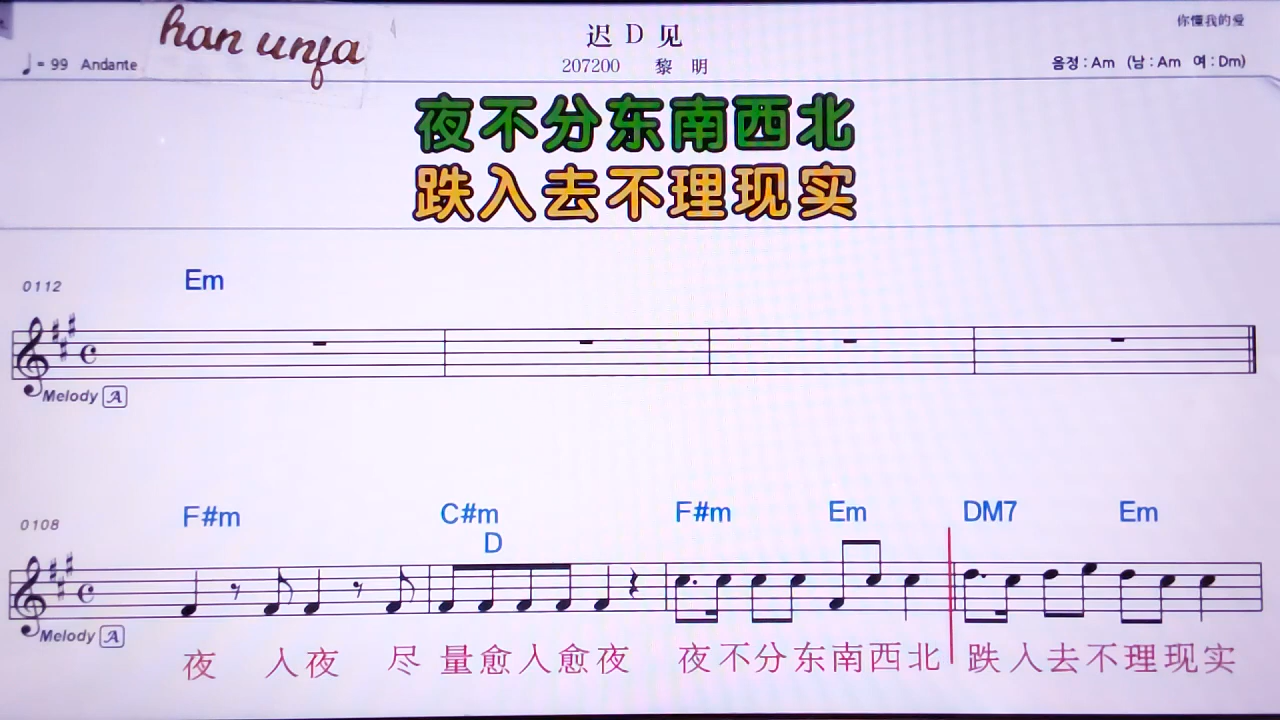 你懂我的爱
han unfa
迟 D 见
♩= 99 Andante
207200 黎 明
음정 : Am (남 : Am 여 : Dm)
夜不分东南西北
跌入去不理现实
0112
Em
Melody A
0108
F#m C#m F#m Em DM7 Em
D
Melody A
夜 入夜 尽 量愈入愈夜 夜不分东南西北 跌入去不理现实